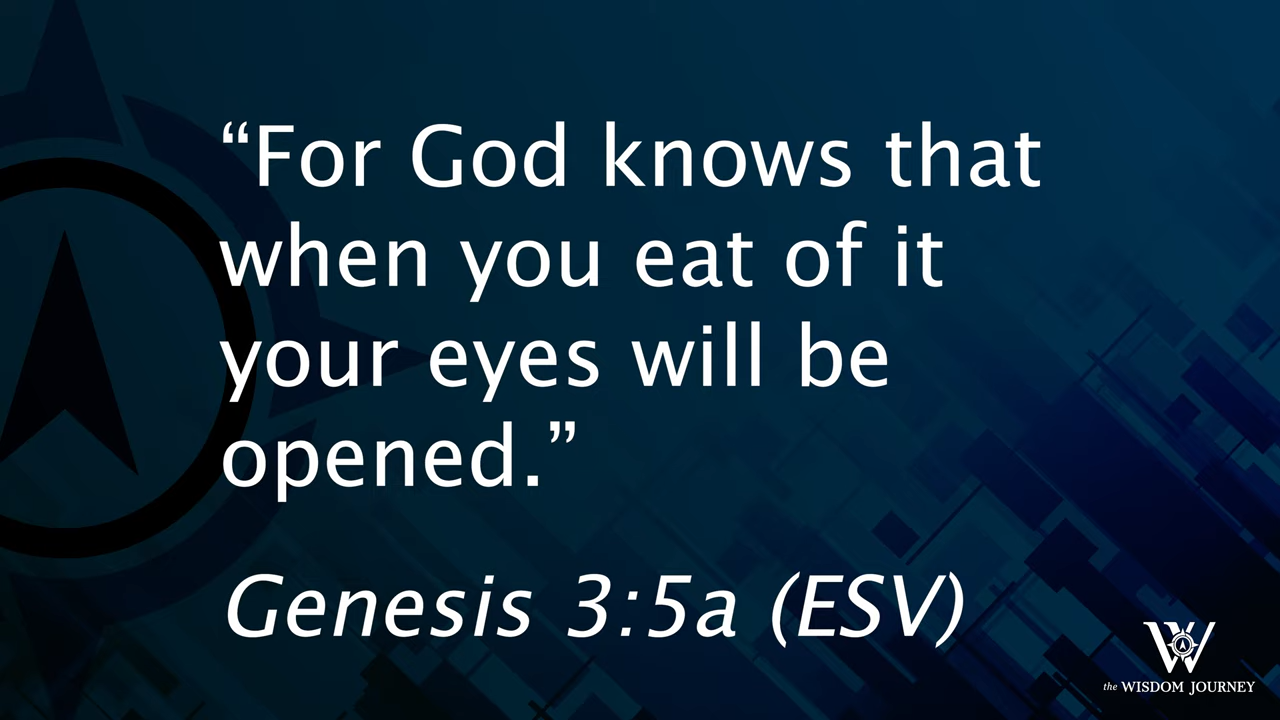 “For God knows that
when you eat of it
your eyes will be
opened.”
Genesis 3:5a (ESV)
W
the WISDOM JOURNEY